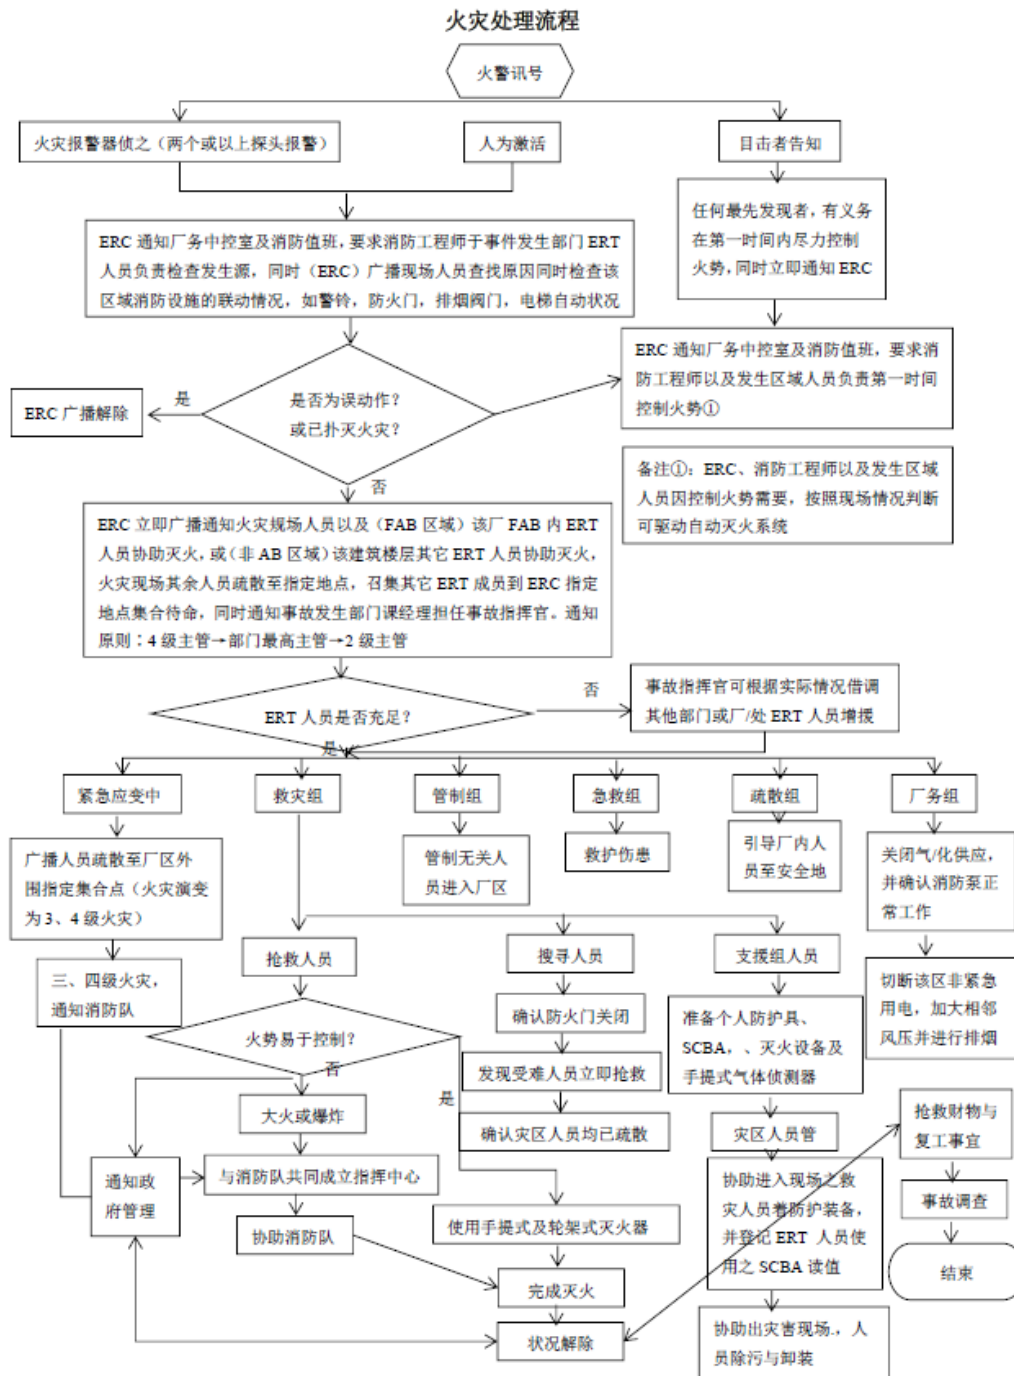 火灾处理流程
火警讯号
火灾报警器侦之（两个或以上探头报警）
人为激活
目击者告知
任何最先发现者，有义务
在第一时间内尽力控制
火势，同时立即通知 ERC
ERC 通知厂务中控室及消防值班，要求消防工程师于事件发生部门 ERT
人员负责检查发生源，同时（ERC）广播现场人员查找原因同时检查该
区域消防设施的联动情况，如警铃，防火门，排烟阀门，电梯自动状况
ERC 通知厂务中控室及消防值班，要求消
防工程师以及发生区域人员负责第一时间
控制火势①
是否为误动作？
或已扑灭火灾？
是
ERC 广播解除
否
备注①：ERC、消防工程师以及发生区域
人员因控制火势需要，按照现场情况判断
可驱动自动灭火系统
ERC 立即广播通知火灾规场人员以及（FAB 区域）该厂 FAB 内 ERT
人员协助灭火，或（非 AB 区域）该建筑楼层其它 ERT 人员协助灭火，
火灾现场其余人员疏散至指定地点，召集其它 ERT 成员到 ERC 指定
地点集合待命，同时通知事故发生部门课经理担任事故指挥官。通知
原则：4 级主管→部门最高主管→2 级主管
ERT 人员是否充足？
否
事故指挥官可根据实际情况借调
其他部门或厂/处 ERT 人员增援
是
紧急应变中
救灾组
管制组
急救组
疏散组
厂务组
广播人员疏散至厂区外
围指定集合点（火灾演变
为 3、4 级火灾）
管制无关人
员进入厂区
救护伤患
引导厂内人
员至安全地
关闭气/化供应，
并确认消防泵正
常工作
三、四级火灾，
通知消防队
抢救人员
搜寻人员
支援组人员
切断该区非紧急
用电，加大相邻
风压并进行排烟
火势易于控制？
否
是
确认防火门关闭
发现受难人员立即抢救
确认灾区人员均已疏散
准备个人防护具、
SCBA，、灭火设备及
手提式气体侦测器
大火或爆炸
灾区人员管
抢救财物与
复工事宜
通知政
府管理
与消防队共同成立指挥中心
协助消防队
使用手提式及轮架式灭火器
协助进入现场之救
灾人员着防护装备，
并登记 ERT 人员使
用之 SCBA 读值
事故调查
结束
完成灭火
状况解除
协助出灾害现场.，人
员除污与卸装